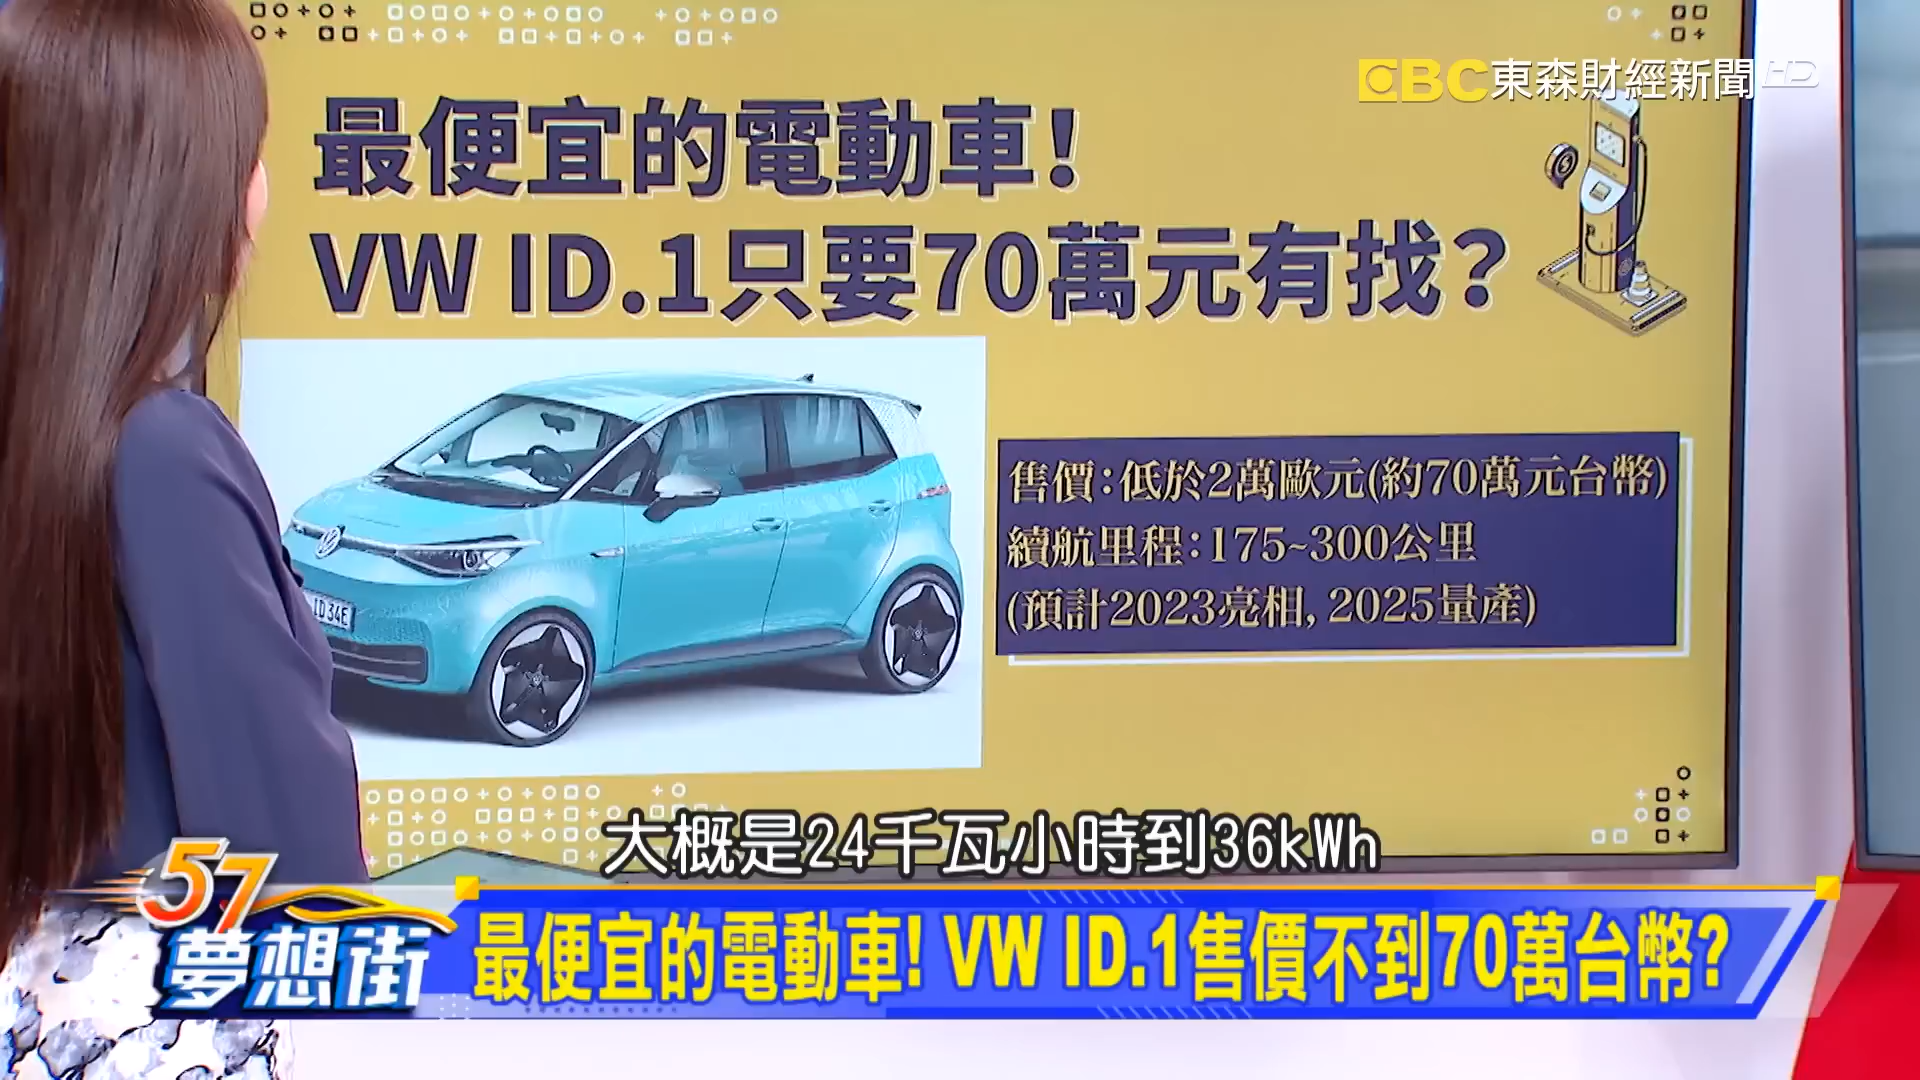 EBC東森財經新聞HD
最便宜的電動車!
VW ID.1只要70萬元有找?
售價:低於2萬歐元(約70萬元台幣)
續航里程:175~300公里
(預計2023亮相, 2025量產)
ID 34E
大概是24千瓦小時到36kWh
57夢想街
最便宜的電動車! VW ID.1售價不到70萬台幣?